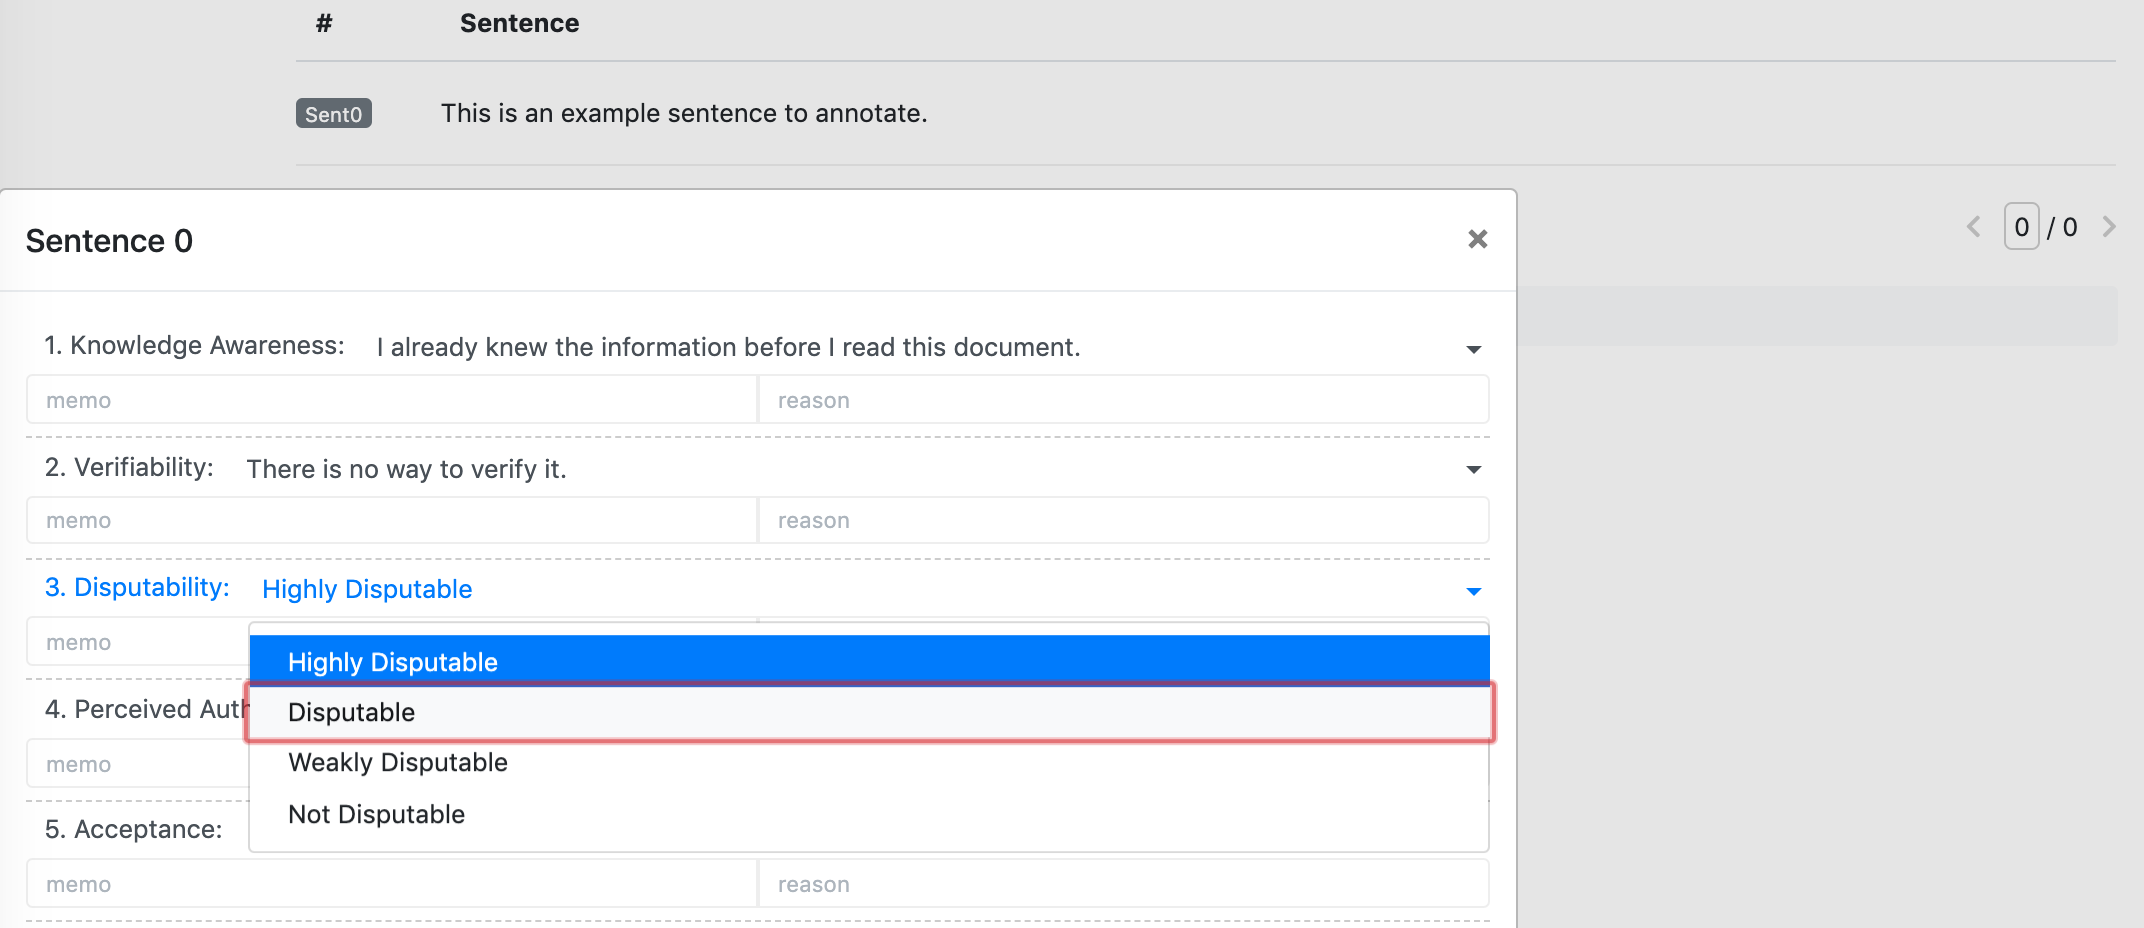 # Sentence
Sent0 This is an example sentence to annotate.
0 / 0
Sentence 0
1. Knowledge Awareness: I already knew the information before I read this document.
memo reason
2. Verifiability: There is no way to verify it.
memo reason
3. Disputability: Highly Disputable
memo
Highly Disputable
4. Perceived Auth
Disputable
Weakly Disputable
memo
Not Disputable
5. Acceptance:
memo reason